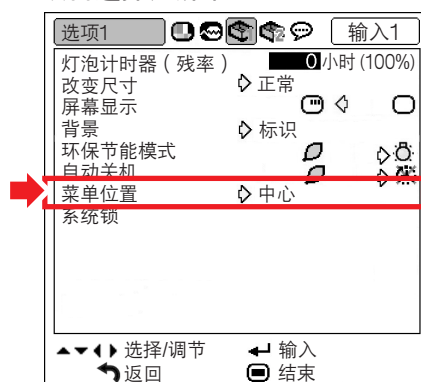 选项1 输入1
灯泡计时器(残率) 0小时(100%)
改变尺寸 正常
屏幕显示
背景 标识
环保节能模式
自动关机
菜单位置 中心
系统锁
选择/调节 输入
返回 结束